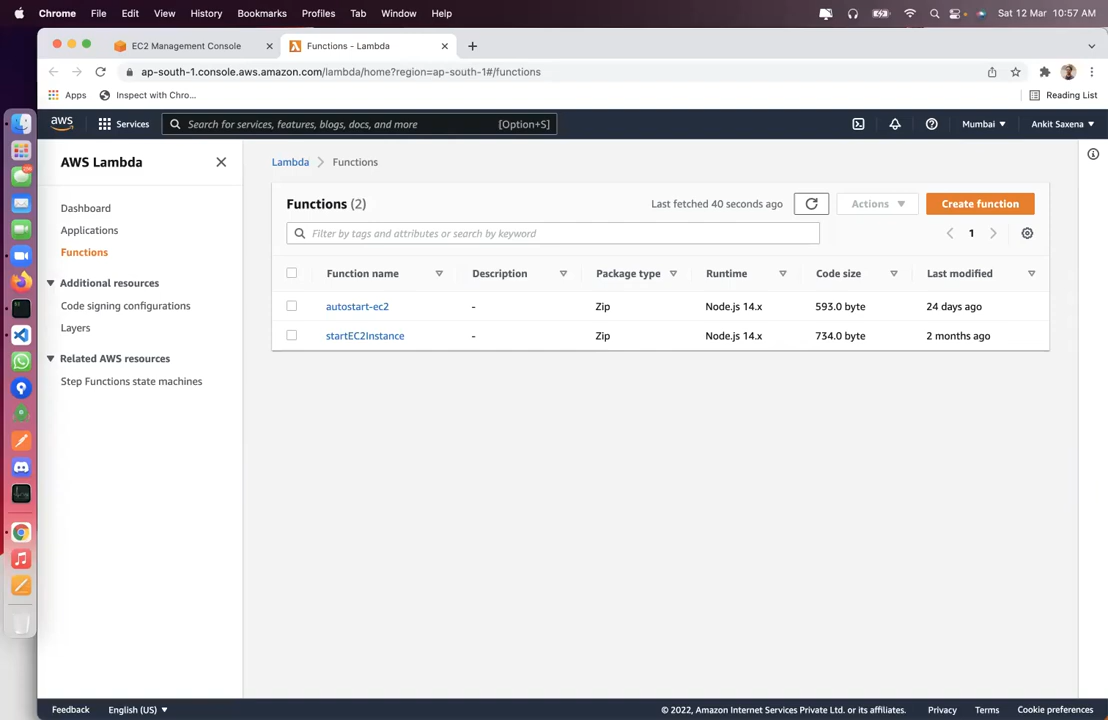 Chrome File Edit View History Bookmarks Profiles Tab Window Help Sat 12 Mar 10:57 AM
EC2 Management Console Functions - Lambda
ap-south-1.console.aws.amazon.com/lambda/home?region=ap-south-1#/functions
Apps Inspect with Chro... Reading List
aws Services Search for services, features, blogs, docs, and more [Option+S] Mumbai Ankit Saxena
AWS Lambda
Dashboard
Applications
Functions
Additional resources
Code signing configurations
Layers
Related AWS resources
Step Functions state machines
Lambda Functions
Functions (2) Last fetched 40 seconds ago Actions Create function
Filter by tags and attributes or search by keyword 1
Function name Description Package type Runtime Code size Last modified
autostart-ec2 - Zip Node.js 14.x 593.0 byte 24 days ago
startEC2Instance - Zip Node.js 14.x 734.0 byte 2 months ago
Feedback English (US) © 2022, Amazon Internet Services Private Ltd. or its affiliates. Privacy Terms Cookie preferences